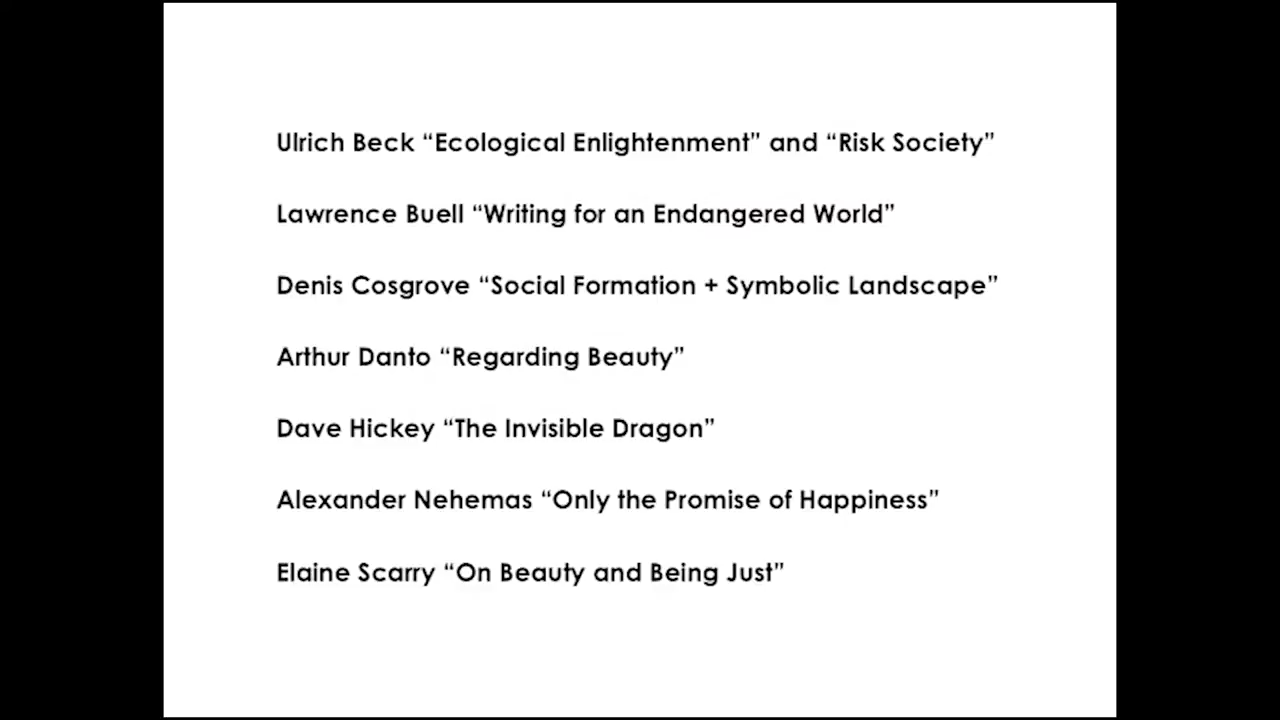 Ulrich Beck “Ecological Enlightenment” and “Risk Society”
Lawrence Buell “Writing for an Endangered World”
Denis Cosgrove “Social Formation + Symbolic Landscape”
Arthur Danto “Regarding Beauty”
Dave Hickey “The Invisible Dragon”
Alexander Nehemas “Only the Promise of Happiness”
Elaine Scarry “On Beauty and Being Just”